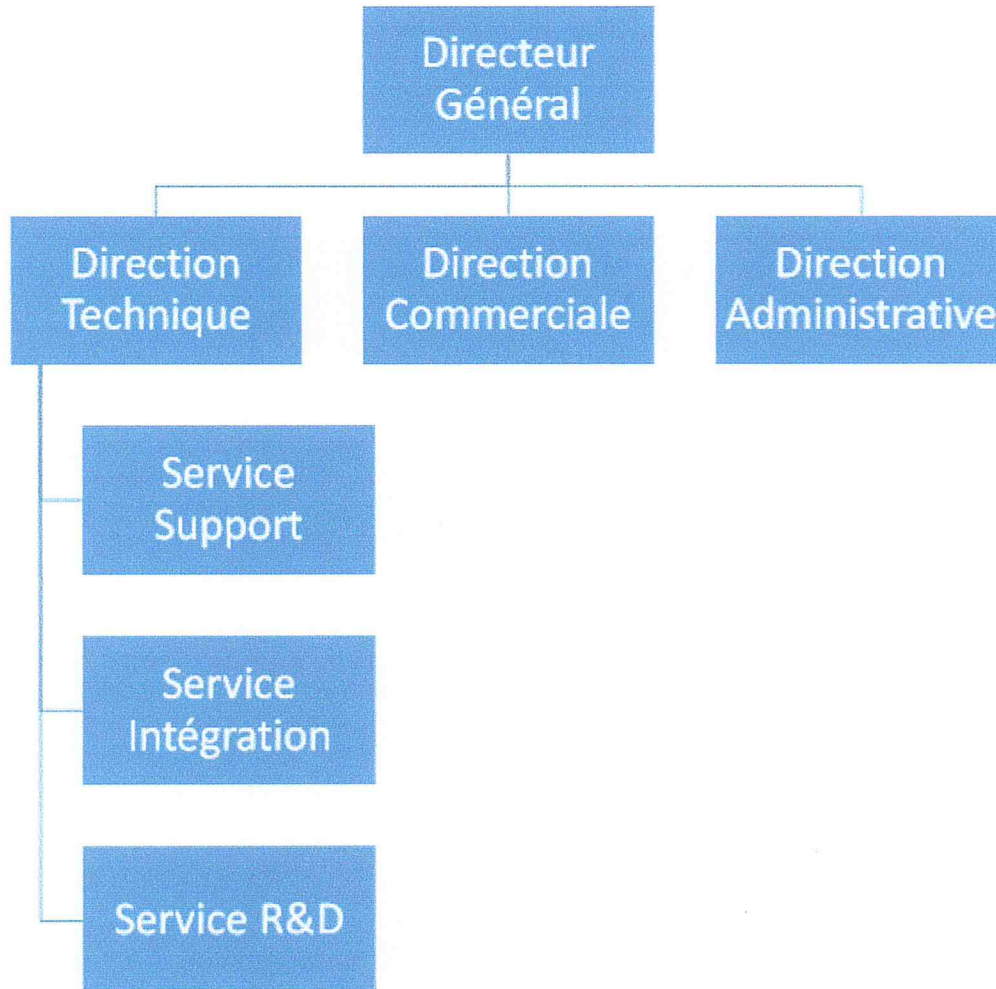 Directeur
Général
Direction
Technique
Direction
Commerciale
Direction
Administrative
Service
Support
Service
Intégration
Service R&D